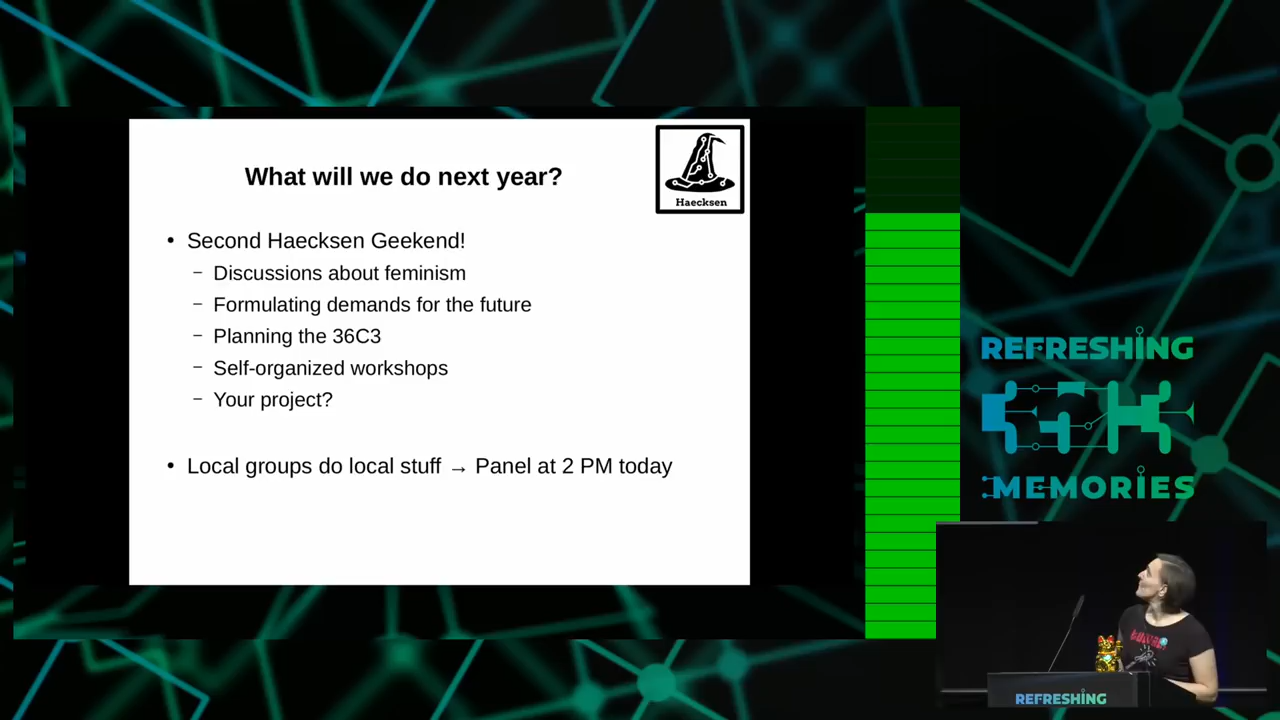 What will we do next year?
Haecksen
• Second Haecksen Geekend!
– Discussions about feminism
– Formulating demands for the future
– Planning the 36C3
– Self-organized workshops
– Your project?
• Local groups do local stuff → Panel at 2 PM today
REFRESHING
MEMORIES
REFRESHING